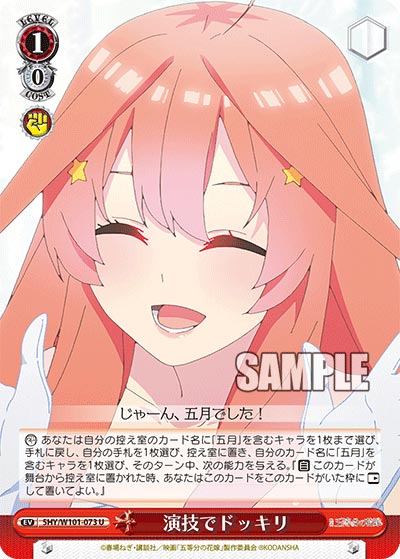 LEVEL
1
0
COST
SAMPLE
じゃーん、五月でした！
あなたは自分の控え室のカード名に「五月」を含むキャラを1枚まで選び、
手札に戻し、自分の手札を1枚選び、控え室に置き、自分のカード名に「五月」を
含むキャラを1枚選び、そのターン中、次の能力を与える。『 このカードが
舞台から控え室に置かれた時、あなたはこのカードをこのカードがいた枠に
置いてよい』
EV 5HY/W101-073 U
演技でドッキリ
©春場ねぎ・講談社／映画「五等分の花嫁」製作委員会 ®KODANSHA